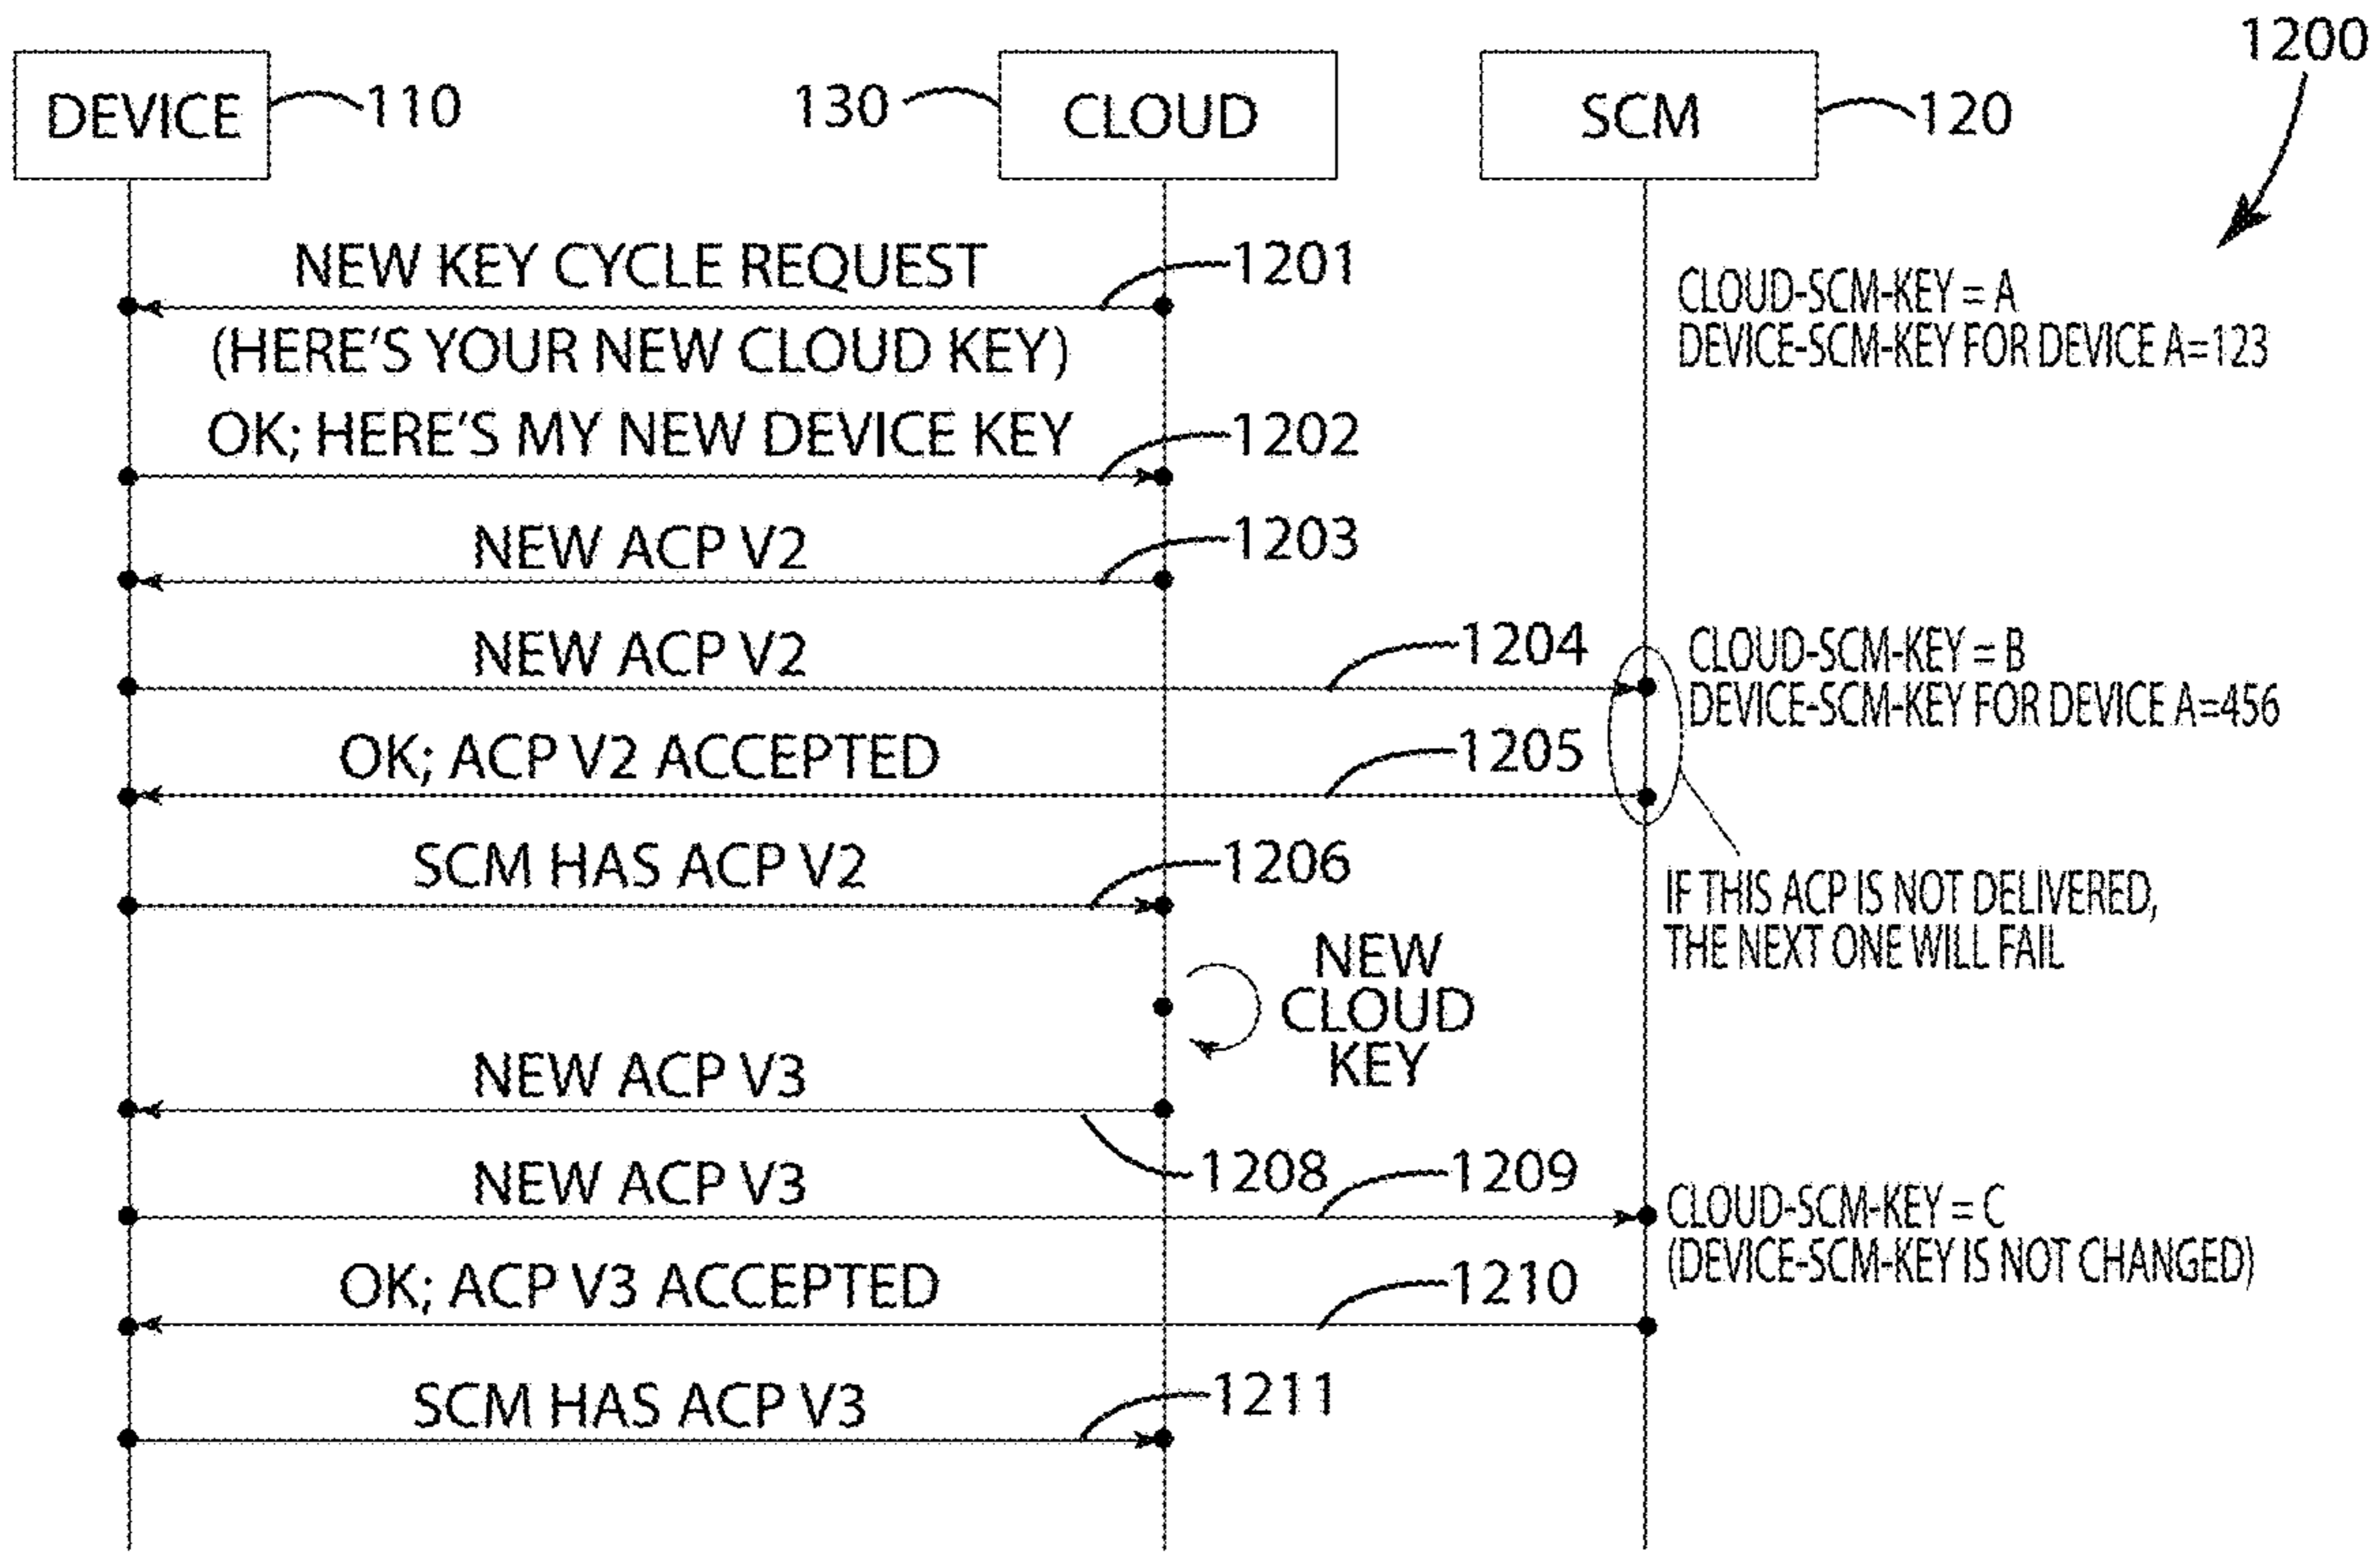 1200
DEVICE
110
130
CLOUD
SCM
120
NEW KEY CYCLE REQUEST
1201
(HERE'S YOUR NEW CLOUD KEY)
CLOUD-SCM-KEY = A
DEVICE-SCM-KEY FOR DEVICE A=123
OK; HERE'S MY NEW DEVICE KEY
1202
NEW ACP V2
1203
NEW ACP V2
1204
CLOUD-SCM-KEY = B
DEVICE-SCM-KEY FOR DEVICE A=456
OK; ACP V2 ACCEPTED
1205
SCM HAS ACP V2
1206
IF THIS ACP IS NOT DELIVERED,
THE NEXT ONE WILL FAIL
NEW
CLOUD
KEY
NEW ACP V3
1208
NEW ACP V3
1209
CLOUD-SCM-KEY = C
(DEVICE-SCM-KEY IS NOT CHANGED)
OK; ACP V3 ACCEPTED
1210
SCM HAS ACP V3
1211